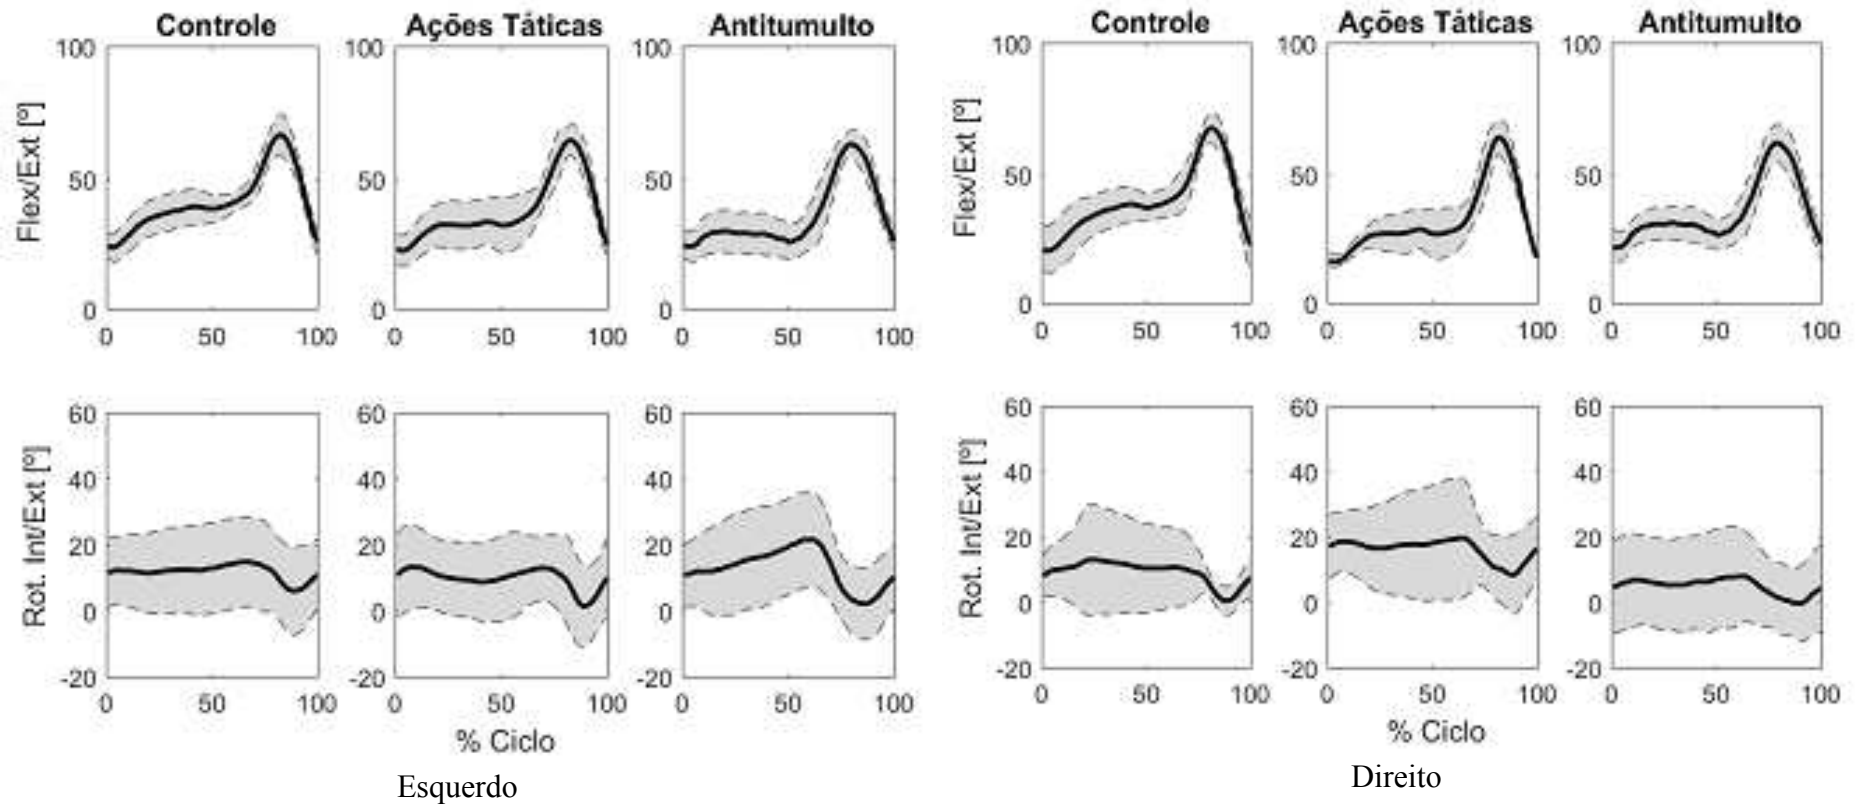 Controle Ações Táticas Antitumulto
Flex/Ext [º]
100 100 100
50 50 50
0 0 0
0 50 100 0 50 100 0 50 100
Rot. Int/Ext [º]
60 60 60
40 40 40
20 20 20
0 0 0
-20 -20 -20
0 50 100 0 50 100 0 50 100
% Ciclo
Esquerdo
Controle Ações Táticas Antitumulto
Flex/Ext [º]
100 100 100
50 50 50
0 0 0
0 50 100 0 50 100 0 50 100
Rot. Int/Ext [º]
60 60 60
40 40 40
20 20 20
0 0 0
-20 -20 -20
0 50 100 0 50 100 0 50 100
% Ciclo
Direito